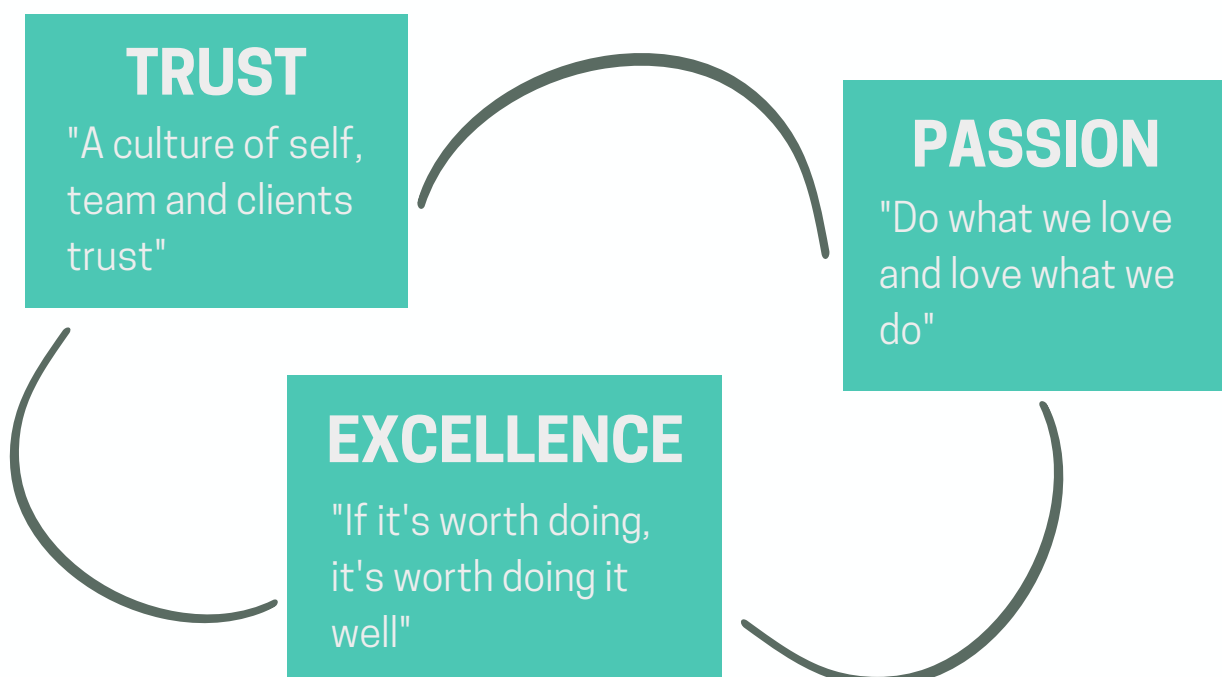 TRUST
"A culture of self,
team and clients
trust"
PASSION
"Do what we love
and love what we
do"
EXCELLENCE
"If it's worth doing,
it's worth doing it
well"